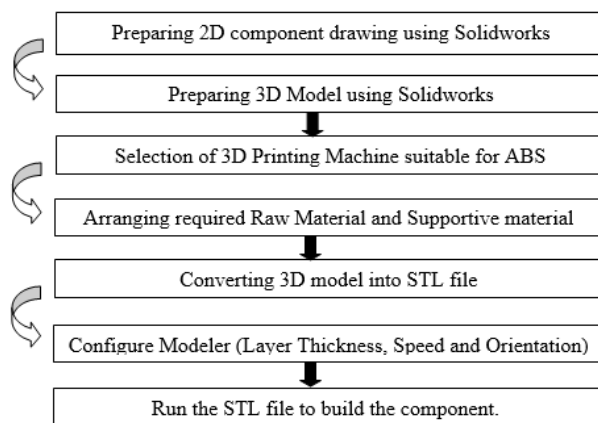 Preparing 2D component drawing using Solidworks
Preparing 3D Model using Solidworks
Selection of 3D Printing Machine suitable for ABS
Arranging required Raw Material and Supportive material
Converting 3D model into STL file
Configure Modeler (Layer Thickness, Speed and Orientation)
Run the STL file to build the component.